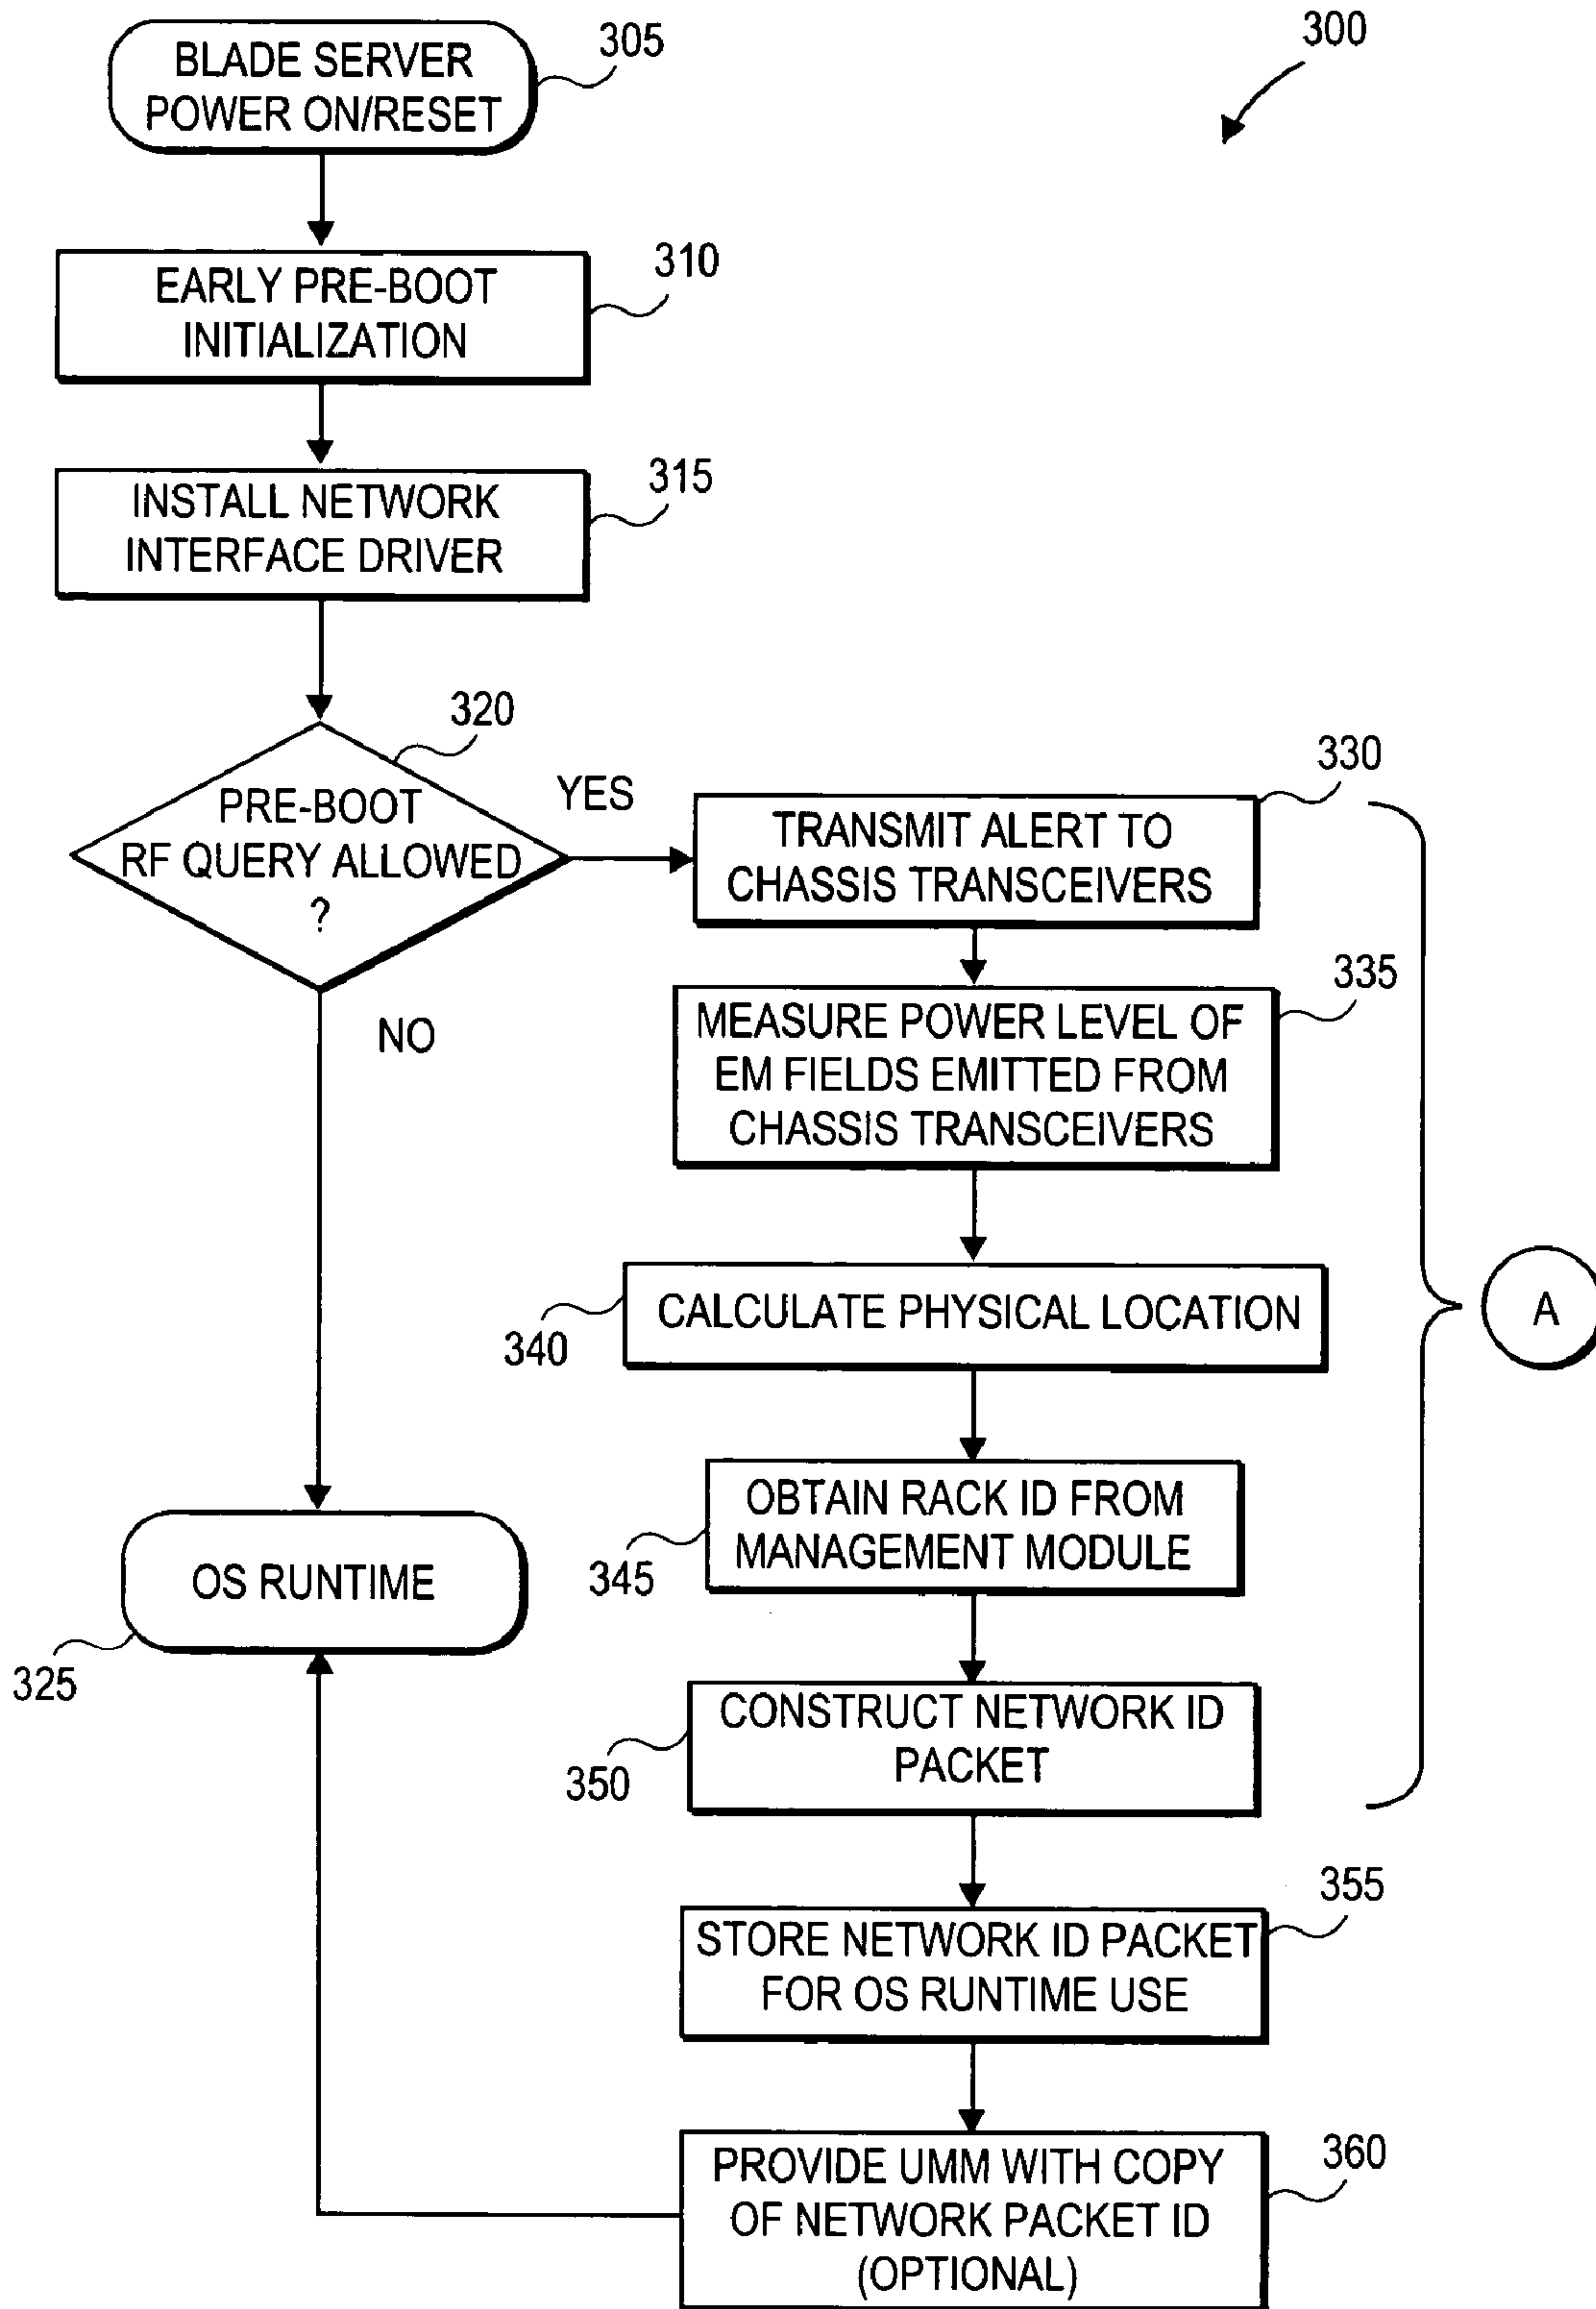 300
BLADE SERVER
POWER ON/RESET
305
EARLY PRE-BOOT
INITIALIZATION
310
INSTALL NETWORK
INTERFACE DRIVER
315
320
PRE-BOOT
RF QUERY ALLOWED
?
YES
NO
330
TRANSMIT ALERT TO
CHASSIS TRANSCEIVERS
335
MEASURE POWER LEVEL OF
EM FIELDS EMITTED FROM
CHASSIS TRANSCEIVERS
CALCULATE PHYSICAL LOCATION
340
A
OBTAIN RACK ID FROM
MANAGEMENT MODULE
345
OS RUNTIME
325
CONSTRUCT NETWORK ID
PACKET
350
355
STORE NETWORK ID PACKET
FOR OS RUNTIME USE
360
PROVIDE UMM WITH COPY
OF NETWORK PACKET ID
(OPTIONAL)